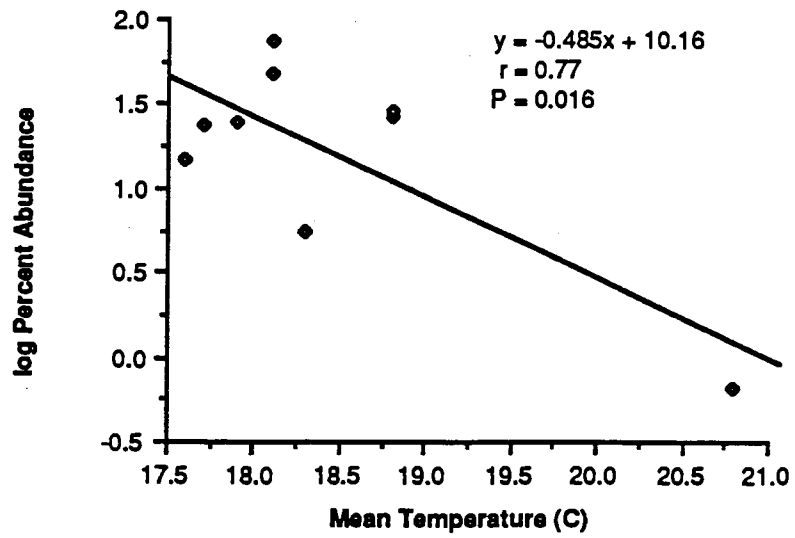 y = -0.485x + 10.16
r = 0.77
P = 0.016
log Percent Abundance
2.0
1.5
1.0
0.5
0.0
-0.5
17.5 18.0 18.5 19.0 19.5 20.0 20.5 21.0
Mean Temperature (C)